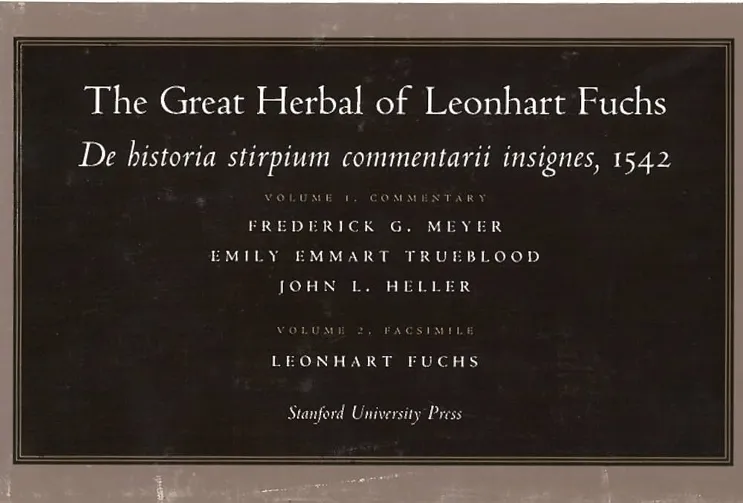 The Great Herbal of Leonhart Fuchs
De historia stirpium commentarii insignes, 1542
VOLUME 1, COMMENTARY
FREDERICK G. MEYER
EMILY EMMART TRUEBLOOD
JOHN L. HELLER
VOLUME 2, FACSIMILE
LEONHART FUCHS
Stanford University Press